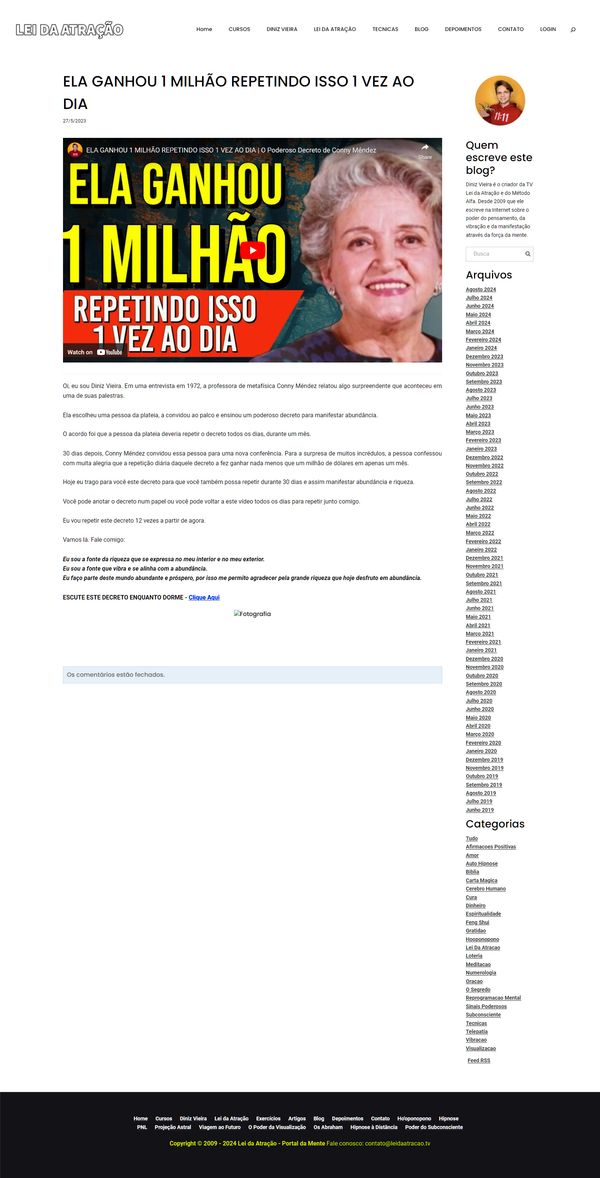 LEI DA ATRAÇÃO
Home CURSOS DINIZ VIEIRA LEI DA ATRAÇÃO TECNICAS BLOG DEPOIMENTOS CONTATO LOGIN
ELA GANHOU 1 MILHÃO REPETINDO ISSO 1 VEZ AO
DIA
27/5/2023
ELA GANHOU 1 MILHÃO REPETINDO ISSO 1 VEZ AO DIA | O Poderoso Decreto de Conny Méndez
Share
ELA GANHOU
1 MILHÃO
REPETINDO ISSO
1 VEZ AO DIA
Watch on YouTube
Oi, eu sou Diniz Vieira. Em uma entrevista em 1972, a professora de metafísica Conny Méndez relatou algo surpreendente que aconteceu em
uma de suas palestras.
Ela escolheu uma pessoa da plateia, a convidou ao palco e ensinou um poderoso decreto para manifestar abundância.
O acordo foi que a pessoa da plateia deveria repetir o decreto todos os dias, durante um mês.
30 dias depois, Conny Méndez convidou essa pessoa para uma nova conferência. Para a surpresa de muitos incrédulos, a pessoa confessou
com muita alegria que a repetição diária daquele decreto a fez ganhar nada menos que um milhão de dólares em apenas um mês.
Hoje eu trago para você este decreto para que você também possa repetir durante 30 dias e assim manifestar abundância e riqueza.
Você pode anotar o decreto num papel ou você pode voltar a este vídeo todos os dias para repetir junto comigo.
Eu vou repetir este decreto 12 vezes a partir de agora.
Vamos lá. Fale comigo:
Eu sou a fonte da riqueza que se expressa no meu interior e no meu exterior.
Eu sou a fonte que vibra e se alinha com a abundância.
Eu faço parte deste mundo abundante e próspero, por isso me permito agradecer pela grande riqueza que hoje desfruto em abundância.
ESCUTE ESTE DECRETO ENQUANTO DORME - Clique Aqui
Fotografia
Os comentários estão fechados.
11:11
Quem
escreve este
blog?
Diniz Vieira é o criador da TV
Lei da Atração e do Método
Alfa. Desde 2009 que ele
escreve na Internet sobre o
poder do pensamento, da
vibração e da manifestação
através da força da mente.
Busca
Arquivos
Agosto 2024
Julho 2024
Junho 2024
Maio 2024
Abril 2024
Março 2024
Fevereiro 2024
Janeiro 2024
Dezembro 2023
Novembro 2023
Outubro 2023
Setembro 2023
Agosto 2023
Julho 2023
Junho 2023
Maio 2023
Abril 2023
Março 2023
Fevereiro 2023
Janeiro 2023
Dezembro 2022
Novembro 2022
Outubro 2022
Setembro 2022
Agosto 2022
Julho 2022
Junho 2022
Maio 2022
Abril 2022
Março 2022
Fevereiro 2022
Janeiro 2022
Dezembro 2021
Novembro 2021
Outubro 2021
Setembro 2021
Agosto 2021
Julho 2021
Junho 2021
Maio 2021
Abril 2021
Março 2021
Fevereiro 2021
Janeiro 2021
Dezembro 2020
Novembro 2020
Outubro 2020
Setembro 2020
Agosto 2020
Julho 2020
Junho 2020
Maio 2020
Abril 2020
Março 2020
Fevereiro 2020
Janeiro 2020
Dezembro 2019
Novembro 2019
Outubro 2019
Setembro 2019
Agosto 2019
Julho 2019
Junho 2019
Categorias
Tudo
Afirmacoes Positivas
Amor
Auto Hipnose
Biblia
Carta Magica
Cerebro Humano
Cura
Dinheiro
Espiritualidade
Feng Shui
Gratidao
Hooponopono
Lei Da Atracao
Loteria
Meditacao
Numerologia
Oracao
O Segredo
Reprogramacao Mental
Sinais Poderosos
Subconsciente
Tecnicas
Telepatia
Vibracao
Visualizacao
Feed RSS
Home Cursos Diniz Vieira Lei da Atração Exercícios Artigos Blog Depoimentos Contato Ho'oponopono Hipnose
PNL Projeção Astral Viagem ao Futuro O Poder da Visualização Os Abraham Hipnose à Distância Poder do Subconsciente
Copyright © 2009 - 2024 Lei da Atração - Portal da Mente Fale conosco: contato@leidaatracao.tv